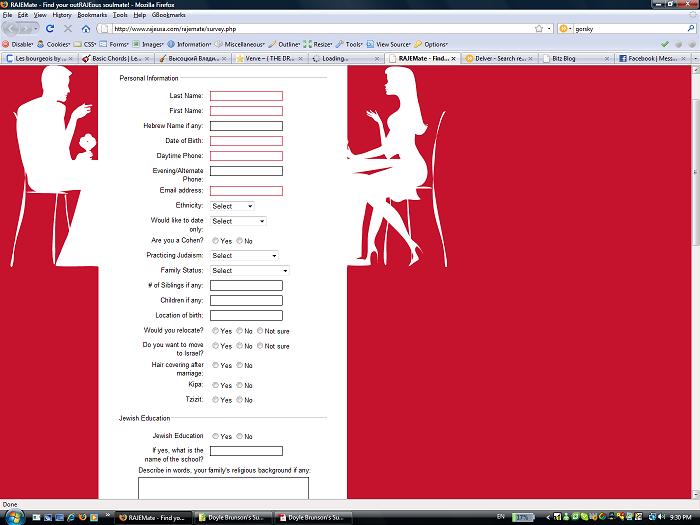 RAJEMate - Find your outRAJEous soulmate! - Mozilla Firefox
File Edit View History Bookmarks Tools Help GBookmarks
http://www.rajeusa.com/rajemate/survey.php
gorsky
Disable Cookies CSS Forms Images Information Miscellaneous Outline Resize Tools View Source Options
Les bourgeois by... Basic Chords | Le... Высоцкий Влади... Verve – ( THE DR... Loading... RAJEMate - Find... Delver - Search re... Bitz Blog Facebook | Mess...
Personal Information
Last Name:
First Name:
Hebrew Name if any:
Date of Birth:
Daytime Phone:
Evening/Alternate
Phone:
Email address:
Ethnicity: Select
Would like to date
only: Select
Are you a Cohen? Yes No
Practicing Judaism: Select
Family Status: Select
# of Siblings if any:
Children if any:
Location of birth:
Would you relocate? Yes No Not sure
Do you want to move
to Israel? Yes No Not sure
Hair covering after
marriage: Yes No
Kipa: Yes No
Tzizit: Yes No
Jewish Education
Jewish Education Yes No
If yes, what is the
name of the school?
Describe in words, your family's religious background if any:
Done
RAJEMate - Find yo... Doyle Brunson's Su... Doyle Brunson's Su... EN 9:30 PM